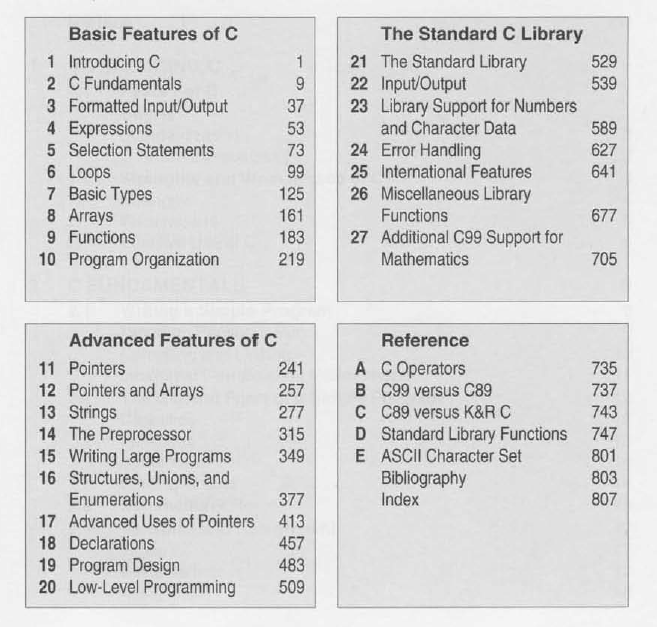 Basic Features of C
1 Introducing C 1
2 C Fundamentals 9
3 Formatted Input/Output 37
4 Expressions 53
5 Selection Statements 73
6 Loops 99
7 Basic Types 125
8 Arrays 161
9 Functions 183
10 Program Organization 219
The Standard C Library
21 The Standard Library 529
22 Input/Output 539
23 Library Support for Numbers
and Character Data 589
24 Error Handling 627
25 International Features 641
26 Miscellaneous Library
Functions 677
27 Additional C99 Support for
Mathematics 705
Advanced Features of C
11 Pointers 241
12 Pointers and Arrays 257
13 Strings 277
14 The Preprocessor 315
15 Writing Large Programs 349
16 Structures, Unions, and
Enumerations 377
17 Advanced Uses of Pointers 413
18 Declarations 457
19 Program Design 483
20 Low-Level Programming 509
Reference
A C Operators 735
B C99 versus C89 737
C C89 versus K&R C 743
D Standard Library Functions 747
E ASCII Character Set 801
Bibliography 803
Index 807